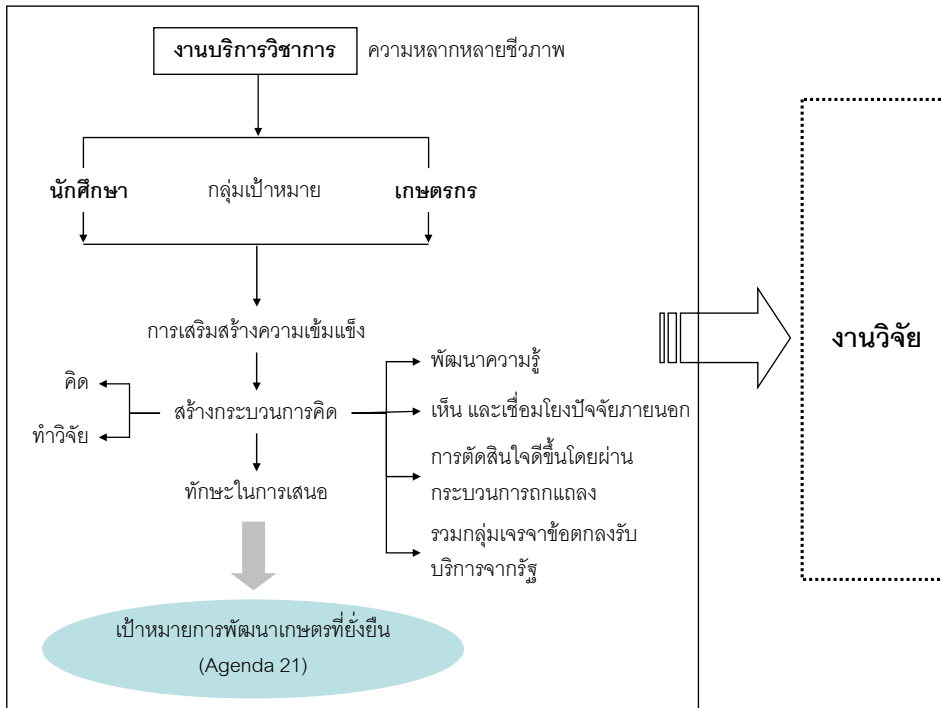 งานบริการวิชาการ ความหลากหลายชีวภาพ
นักศึกษา กลุ่มเป้าหมาย เกษตรกร
การเสริมสร้างความเข้มแข็ง
คิด
ทำวิจัย
สร้างกระบวนการคิด
พัฒนาความรู้
เห็น และเชื่อมโยงปัจจัยภายนอก
การตัดสินใจดีขึ้นโดยผ่าน
กระบวนการถกแถลง
รวมกลุ่มเจรจาข้อตกลงรับ
บริการจากรัฐ
ทักษะในการเสนอ
เป้าหมายการพัฒนาเกษตรที่ยั่งยืน
(Agenda 21)
งานวิจัย